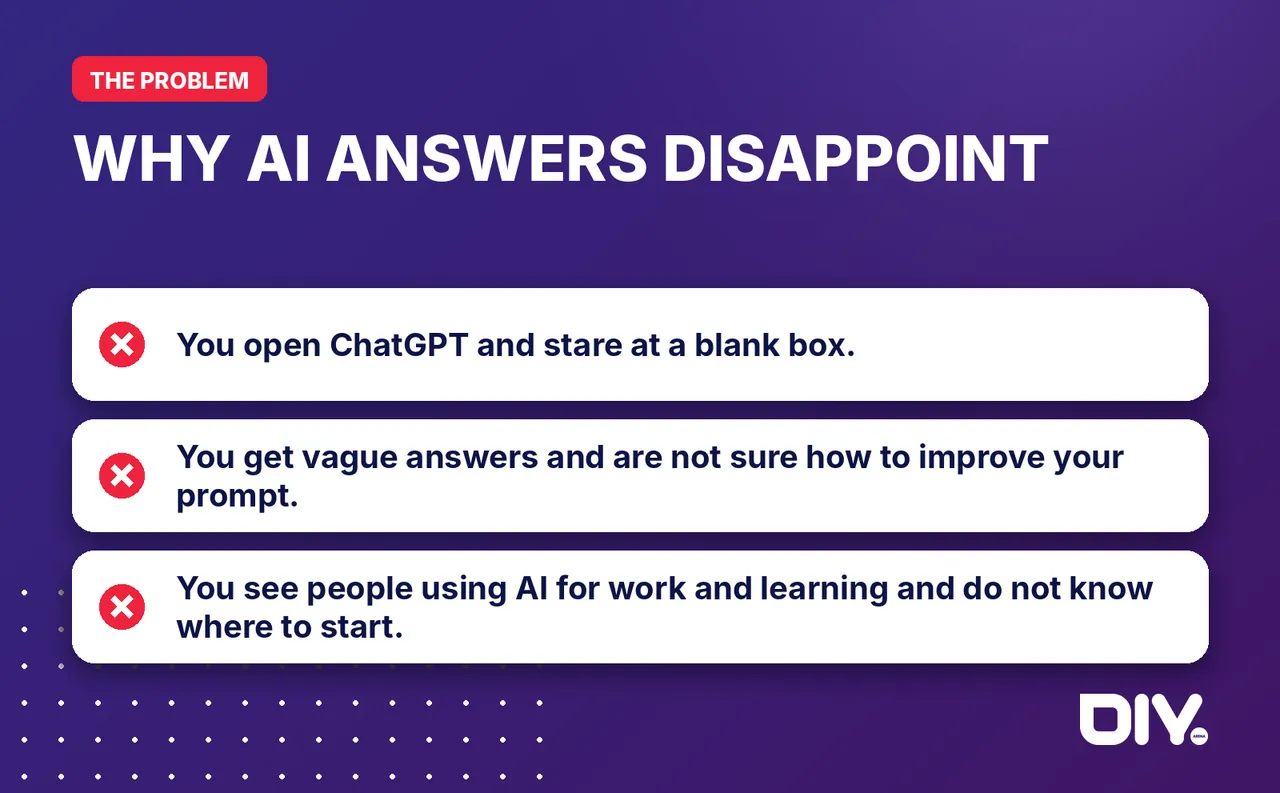 THE PROBLEM
WHY AI ANSWERS DISAPPOINT
You open ChatGPT and stare at a blank box.
You get vague answers and are not sure how to improve your
prompt.
You see people using AI for work and learning and do not know
where to start.
DIY.
ARENA